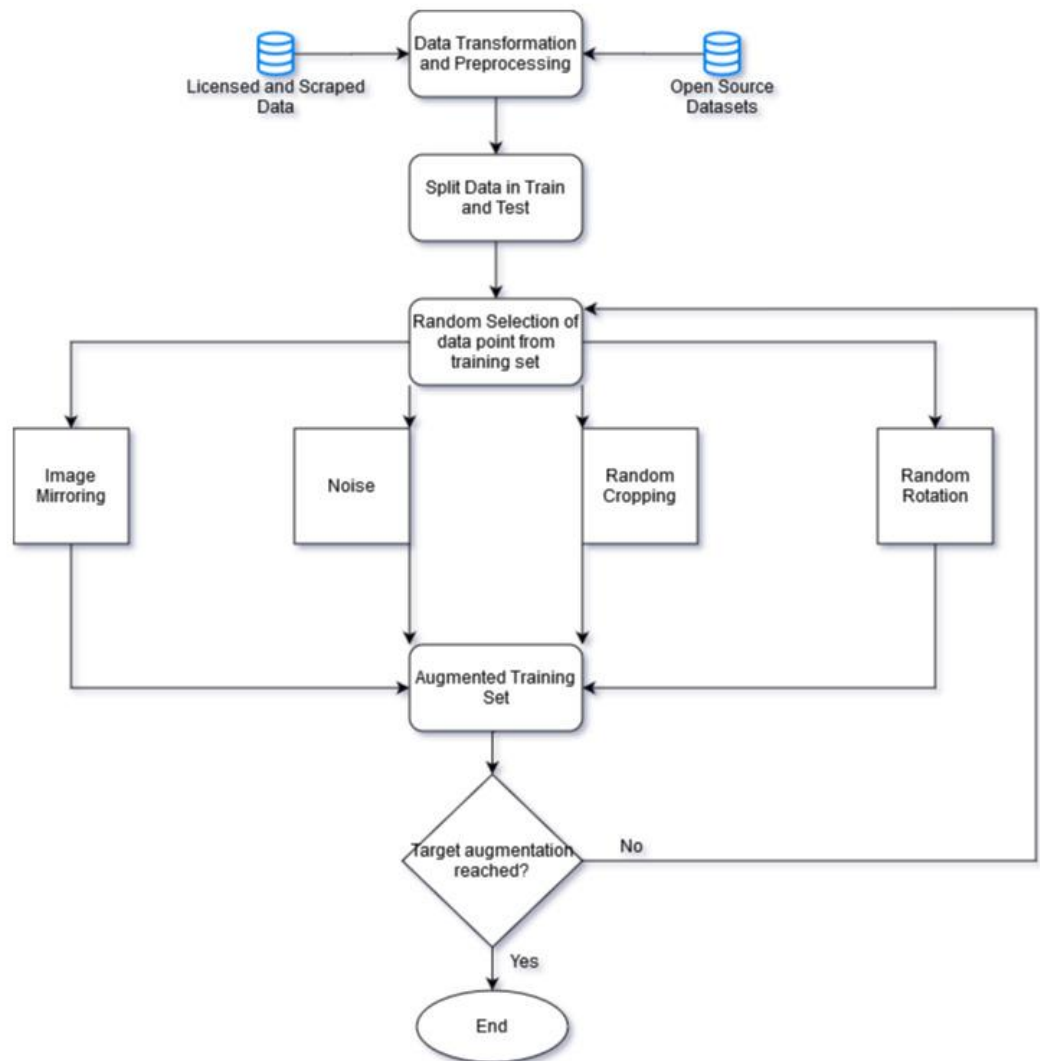 Data Transformation
and Preprocessing
Licensed and Scraped
Data
Open Source
Datasets
Split Data in Train
and Test
Random Selection of
data point from
training set
Image
Mirroring
Noise
Random
Cropping
Random
Rotation
Augmented Training
Set
Target augmentation
reached?
No
Yes
End